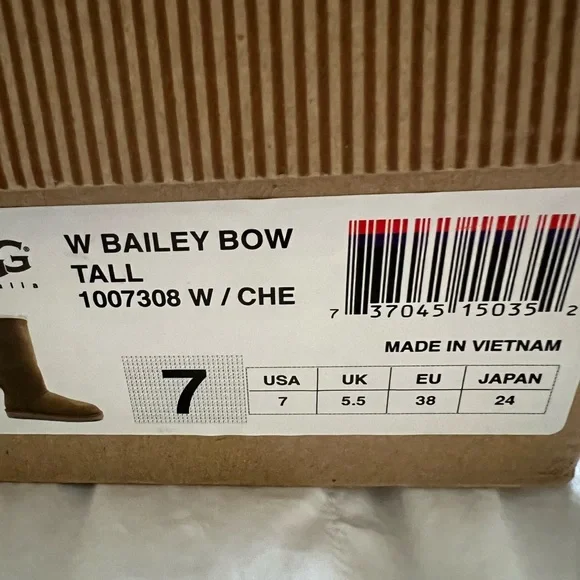 G®
W BAILEY BOW
TALL
1007308 W / CHE
7 37045 15035 2
MADE IN VIETNAM
7
USA UK EU JAPAN
7 5.5 38 24